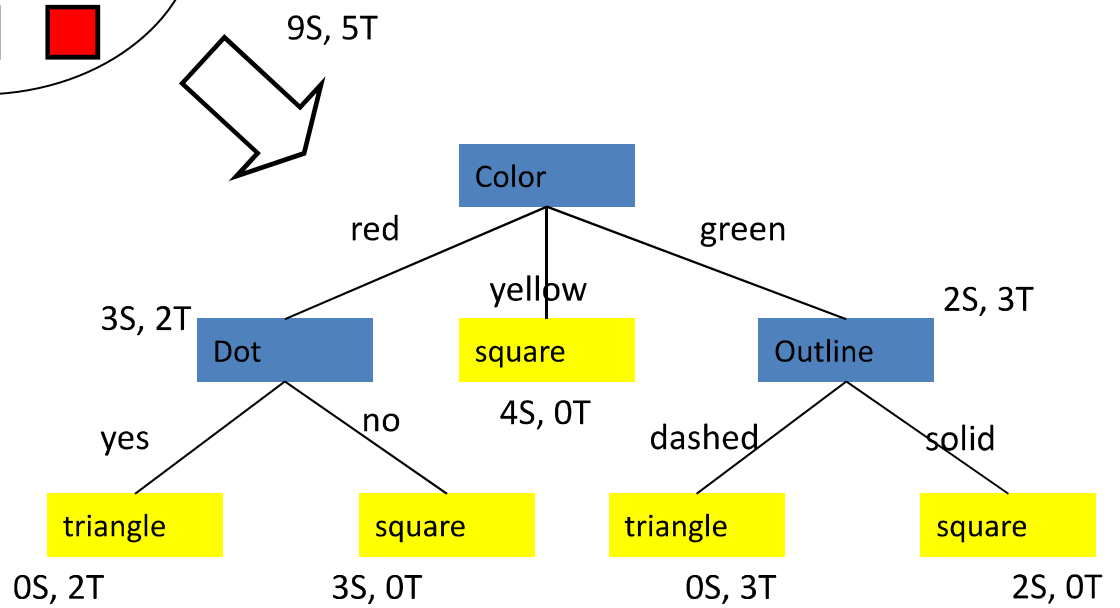 9S, 5T
Color
red
green
yellow
3S, 2T
2S, 3T
Dot
square
Outline
4S, 0T
yes
no
dashed
solid
triangle
square
triangle
square
0S, 2T
3S, 0T
0S, 3T
2S, 0T